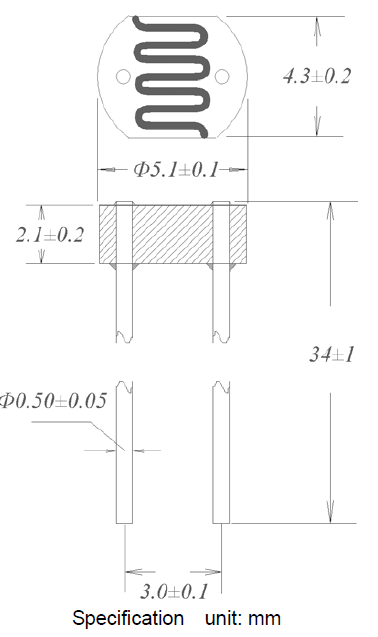 4.3±0.2
Φ5.1±0.1
2.1±0.2
34±1
Φ0.50±0.05
3.0±0.1
Specification unit: mm